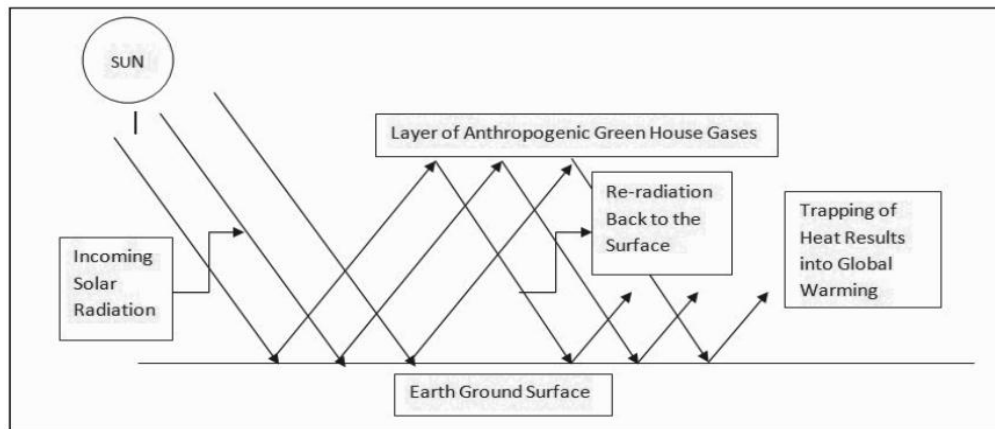 SUN
Layer of Anthropogenic Green House Gases
Re-radiation
Back to the
Surface
Trapping of
Heat Results
into Global
Warming
Incoming
Solar
Radiation
Earth Ground Surface